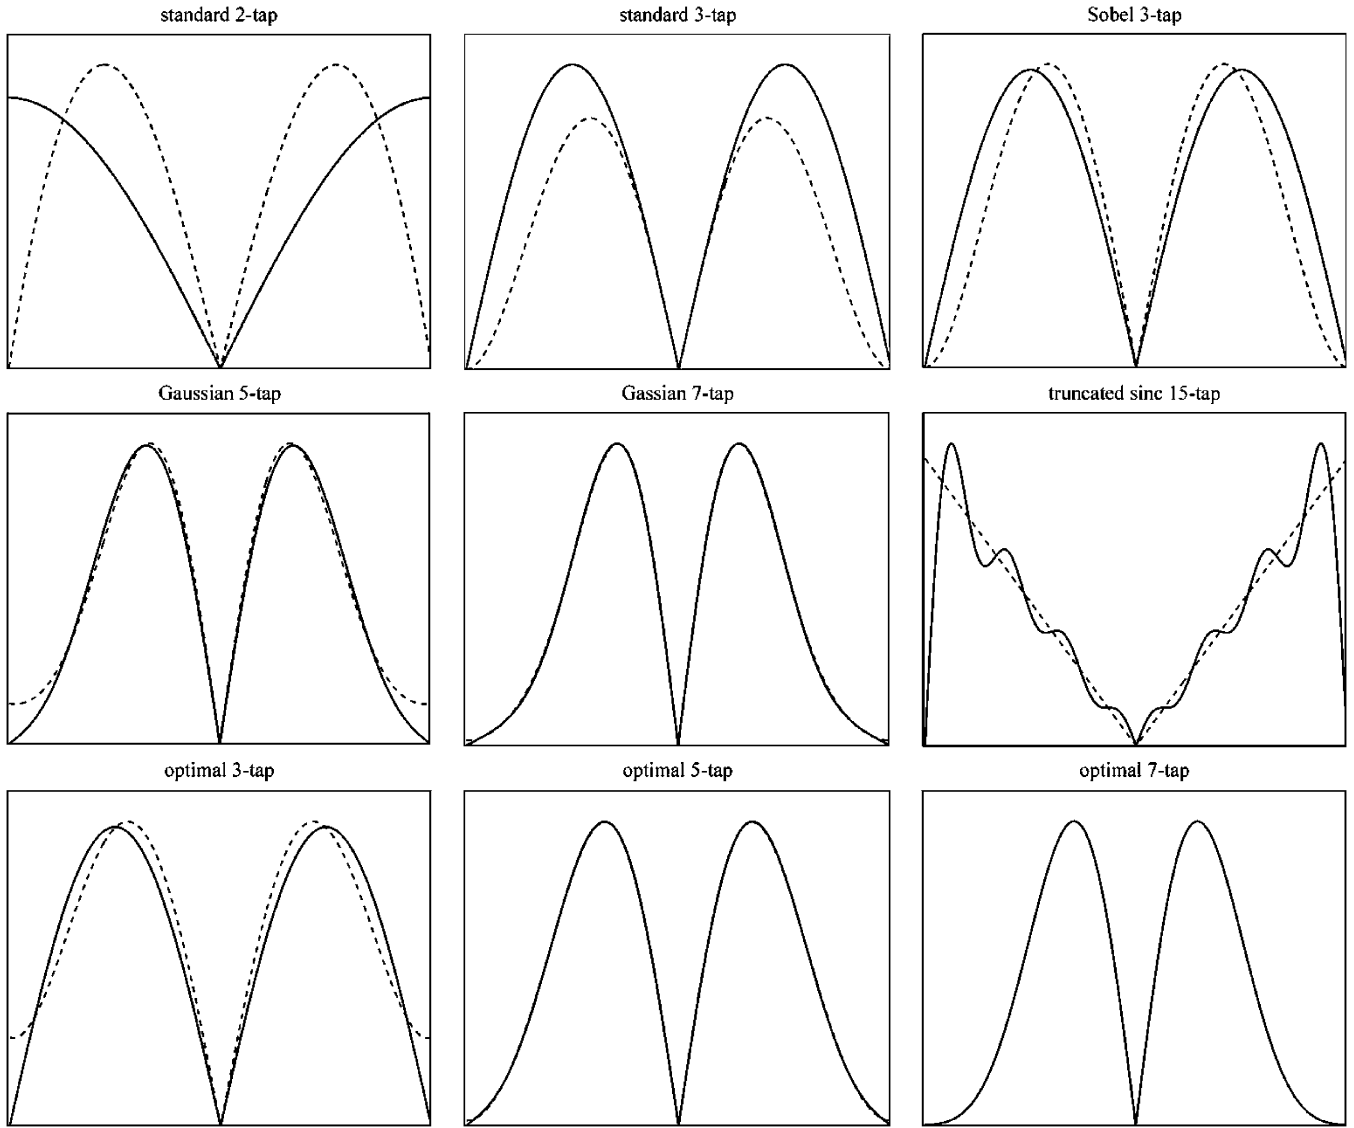 standard 2-tap
standard 3-tap
Sobel 3-tap
Gaussian 5-tap
Gassian 7-tap
truncated sinc 15-tap
optimal 3-tap
optimal 5-tap
optimal 7-tap